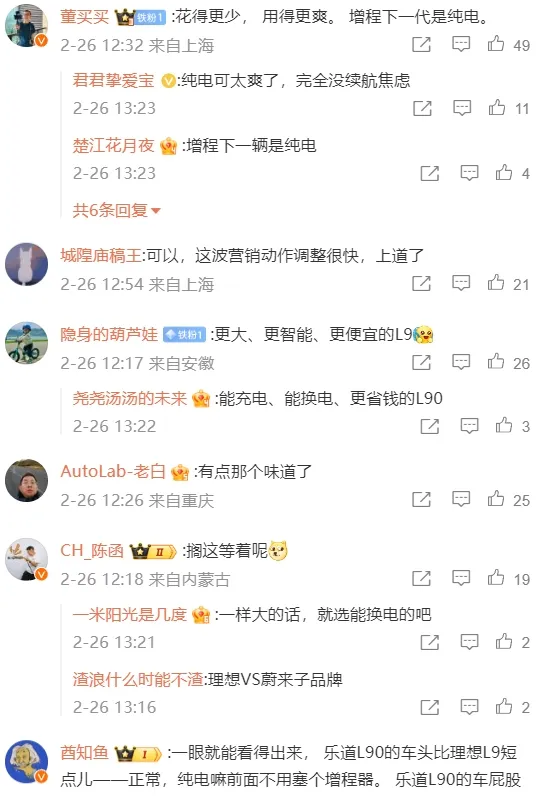 董买买 铁粉1 :花得更少， 用得更爽。 增程下一代是纯电。
2-26 12:32 来自上海 49
君君挚爱宝 :纯电可太爽了，完全没续航焦虑
2-26 13:23 11
楚江花月夜 :增程下一辆是纯电
2-26 13:23 4
共6条回复
城隍庙稿王:可以，这波营销动作调整很快，上道了
2-26 12:54 来自上海 21
隐身的葫芦娃 铁粉1 :更大、更智能、更便宜的L9
2-26 12:17 来自安徽 26
尧尧汤汤的未来 :能充电、能换电、更省钱的L90
2-26 13:22 3
AutoLab-老白 :有点那个味道了
2-26 12:26 来自重庆 25
CH_陈函 II :搁这等着呢
2-26 12:18 来自内蒙古 19
一米阳光是几度 :一样大的话，就选能换电的吧
2-26 13:21 2
渣浪什么时能不渣:理想VS蔚来子品牌
2-26 13:16 2
酉知鱼 I :一眼就能看得出来， 乐道L90的车头比理想L9短
点儿——正常，纯电嘛前面不用塞个增程器。 乐道L90的车屁股